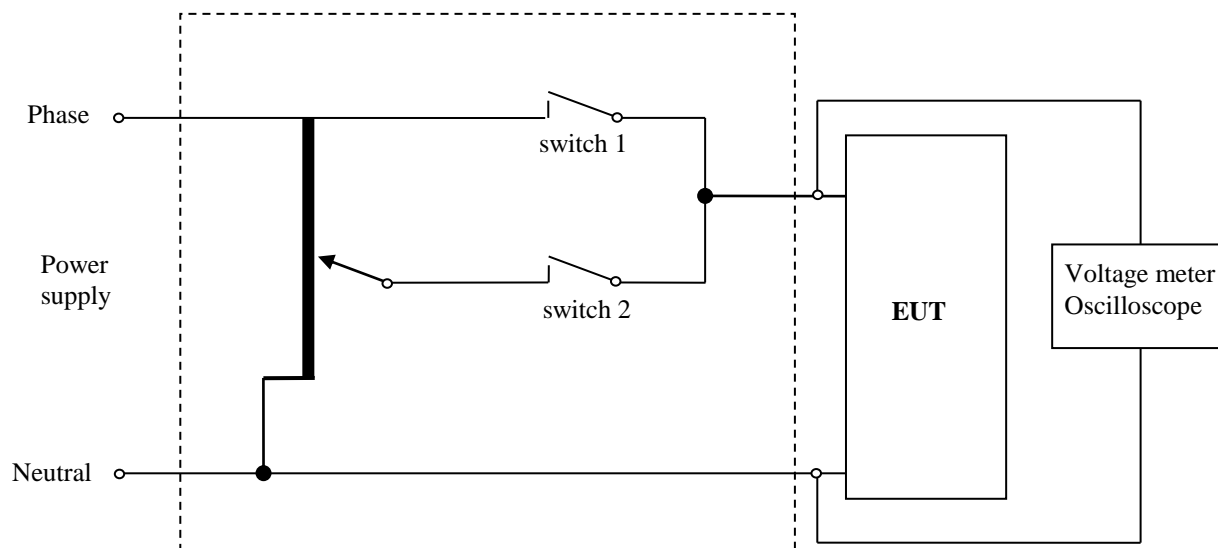 Phase
switch 1
Power
supply
switch 2
EUT
Voltage meter
Oscilloscope
Neutral